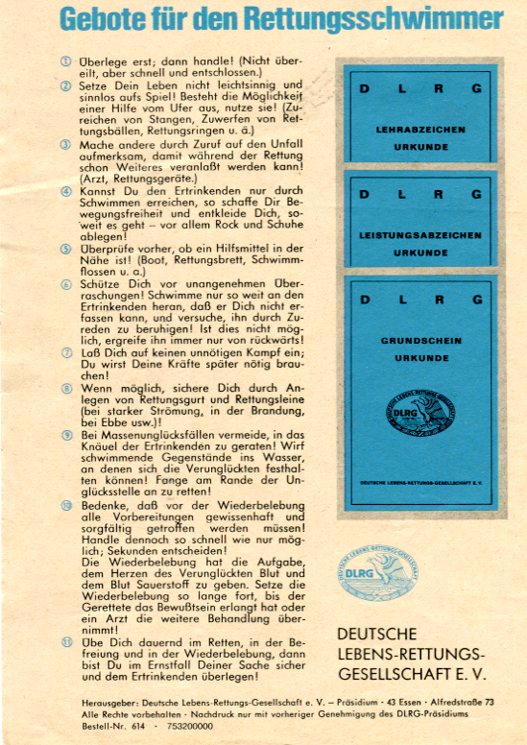 Gebote für den Rettungsschwimmer
1 Überlege erst; dann handle! (Nicht über-
eilt, aber schnell und entschlossen.)
2 Setze Dein Leben nicht leichtsinnig und
sinnlos aufs Spiel! Besteht die Möglichkeit
einer Hilfe vom Ufer aus, nutze sie! (Zu-
reichen von Stangen, Zuwerfen von Ret-
tungsbällen, Rettungsringen u. ä.)
3 Mache andere durch Zuruf auf den Unfall
aufmerksam, damit während der Rettung
schon Weiteres veranlaßt werden kann!
(Arzt, Rettungsgeräte.)
4 Kannst Du den Ertrinkenden nur durch
Schwimmen erreichen, so schaffe Dir Be-
wegungsfreiheit und entkleide Dich, so-
weit es geht – vor allem Rock und Schuhe
ablegen!
5 Überprüfe vorher, ob ein Hilfsmittel in der
Nähe ist! (Boot, Rettungsbrett, Schwimm-
flossen u. a.)
6 Schütze Dich vor unangenehmen Über-
raschungen! Schwimme nur so weit an den
Ertrinkenden heran, daß er Dich nicht er-
fassen kann, und versuche, ihn durch Zu-
reden zu beruhigen! Ist dies nicht mög-
lich, ergreife ihn immer nur von rückwärts!
7 Laß Dich auf keinen unnötigen Kampf ein;
Du wirst Deine Kräfte später nötig brau-
chen!
8 Wenn möglich, sichere Dich durch An-
legen von Rettungsgurt und Rettungsleine
(bei starker Strömung, in der Brandung,
bei Ebbe usw.)!
9 Bei Massenunglücksfällen vermeide, in das
Knäuel der Ertrinkenden zu geraten! Wirf
schwimmende Gegenstände ins Wasser,
an denen sich die Verunglückten festhal-
ten können! Fange am Rande der Un-
glücksstelle an zu retten!
10 Bedenke, daß vor der Wiederbelebung
alle Vorbereitungen gewissenhaft und
sorgfältig getroffen werden müssen!
Handle dennoch so schnell wie nur mög-
lich; Sekunden entscheiden!
Die Wiederbelebung hat die Aufgabe,
dem Herzen des Verunglückten Blut und
dem Blut Sauerstoff zu geben. Setze die
Wiederbelebung so lange fort, bis der
Gerettete das Bewußtsein erlangt hat oder
ein Arzt die weitere Behandlung über-
nimmt!
11 Übe Dich dauernd im Retten, in der Be-
freiung und in der Wiederbelebung, dann
bist Du im Ernstfall Deiner Sache sicher
und dem Ertrinkenden überlegen!
D L R G
LEHRABZEICHEN
URKUNDE
D L R G
LEISTUNGSABZEICHEN
URKUNDE
D L R G
GRUNDSCHEIN
URKUNDE
DEUTSCHE LEBENS-RETTUNGS-GESELLSCHAFT
DLRG
DEUTSCHE LEBENS-RETTUNGS-GESELLSCHAFT E. V.
DEUTSCHE LEBENS-RETTUNGS-GESELLSCHAFT
DLRG
DEUTSCHE
LEBENS-RETTUNGS-
GESELLSCHAFT E. V.
Herausgeber: Deutsche Lebens-Rettungs-Gesellschaft e. V. – Präsidium · 43 Essen · Alfredstraße 73
Alle Rechte vorbehalten · Nachdruck nur mit vorheriger Genehmigung des DLRG-Präsidiums
Bestell-Nr. 614 · 753200000